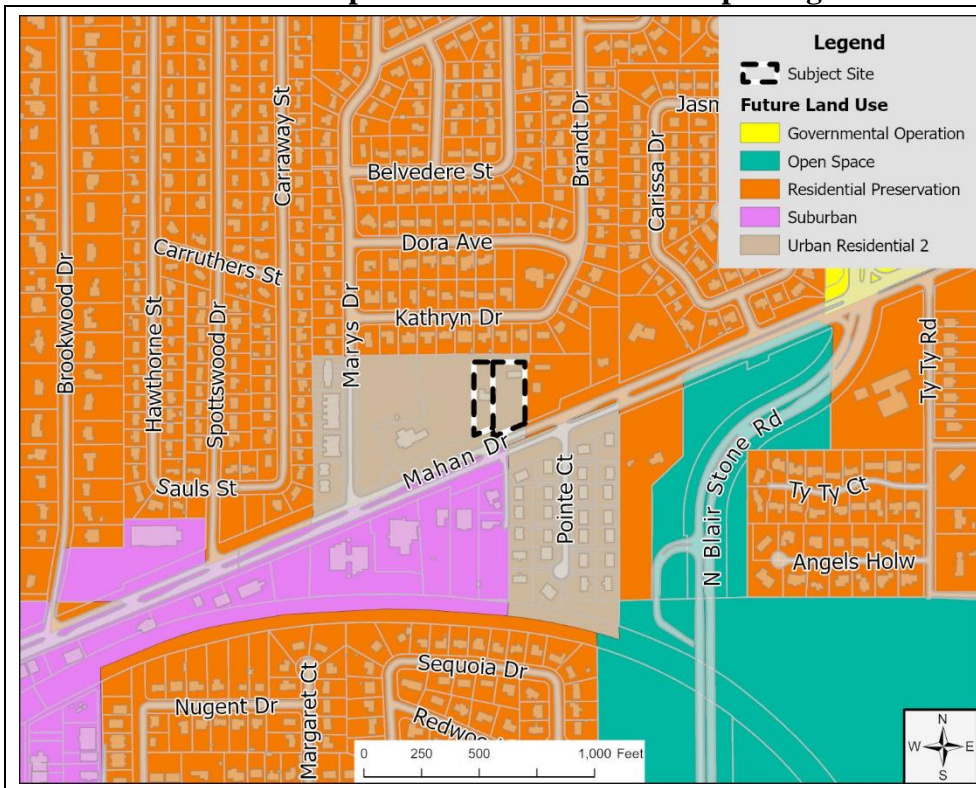 Legend
Subject Site
Future Land Use
Governmental Operation
Open Space
Residential Preservation
Suburban
Urban Residential 2
Brookwood Dr
Hawthorne St
Carruthers St
Spottswood Dr
Carraway St
Sauls St
Marys Dr
Belvedere St
Dora Ave
Kathryn Dr
Brandt Dr
Carissa Dr
Jasm
Mahan Dr
Pointe Ct
N Blair Stone Rd
Ty Ty Rd
Ty Ty Ct
Angels Holw
Nugent Dr
Margaret Ct
Sequoia Dr
Redwoo
0 250 500 1,000 Feet
N
W E
S